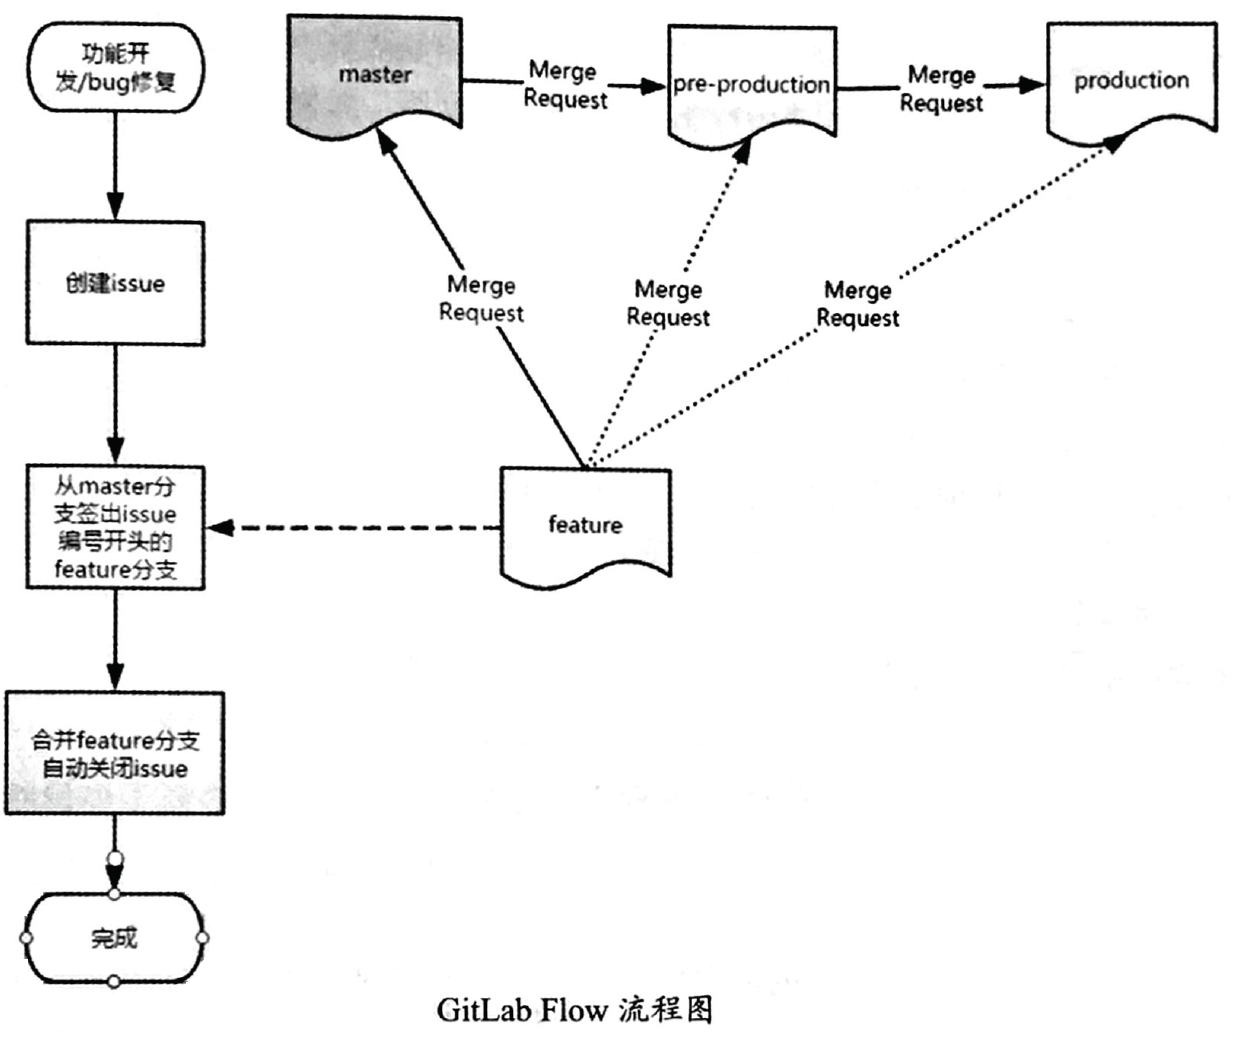 功能开
发/bug修复
创建issue
从master分
支签出issue
编号开头的
feature分支
合并feature分支
自动关闭issue
完成
master
Merge
Request
pre-production
Merge
Request
production
Merge
Request
Merge
Request
Merge
Request
feature
GitLab Flow 流程图